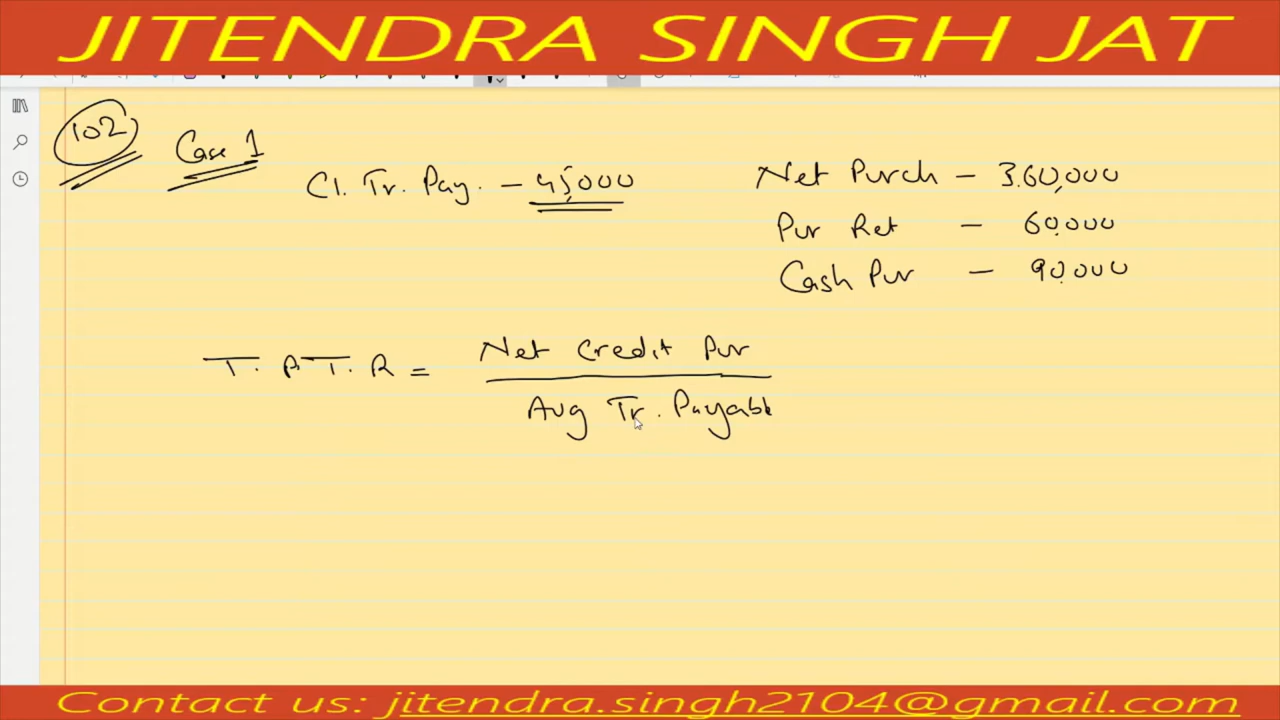 JITENDRA SINGH JAT
102
Case 1
Cl. Tr. Pay. - 45,000
Net Purch - 3,60,000
Pur Ret - 60,000
Cash Pur - 90,000
T. P T. R = Net Credit Pur
Avg Tr. Payable
Contact us: jitendra.singh2104@gmail.com